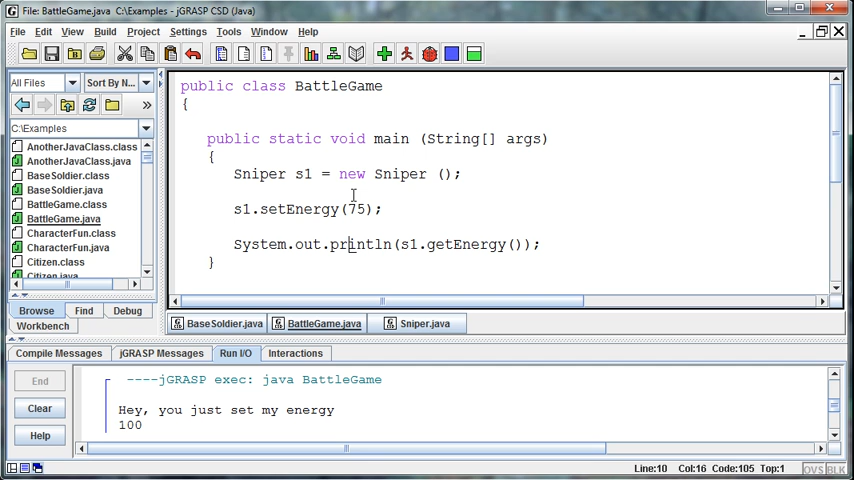 File: BattleGame.java  C:\Examples - jGRASP CSD (Java)
File Edit View Build Project Settings Tools Window Help
All Files Sort By N...
C:\Examples
AnotherJavaClass.class
AnotherJavaClass.java
BaseSoldier.class
BaseSoldier.java
BattleGame.class
BattleGame.java
CharacterFun.class
CharacterFun.java
Citizen.class
Citizen.java
Browse Find Debug
Workbench
public class BattleGame
{
public static void main (String[] args)
{
Sniper s1 = new Sniper ();
s1.setEnergy(75);
System.out.println(s1.getEnergy());
}
BaseSoldier.java BattleGame.java Sniper.java
Compile Messages jGRASP Messages Run I/O Interactions
End
Clear
Help
----jGRASP exec: java BattleGame
Hey, you just set my energy
100
Line:10 Col:16 Code:105 Top:1 OVS BLK